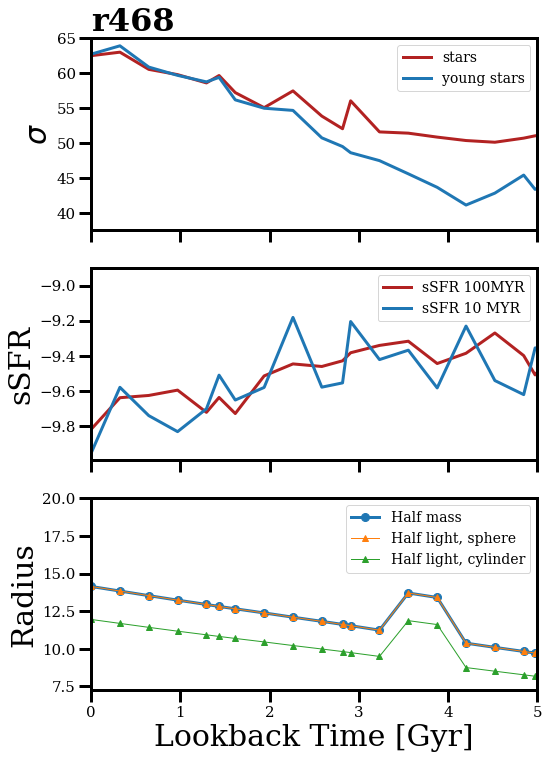 r468
65
60
55
50
45
40
σ
stars
young stars
−9.0
−9.2
−9.4
−9.6
−9.8
sSFR
sSFR 100MYR
sSFR 10 MYR
20.0
17.5
15.0
12.5
10.0
7.5
Radius
Half mass
Half light, sphere
Half light, cylinder
0 1 2 3 4 5
Lookback Time [Gyr]